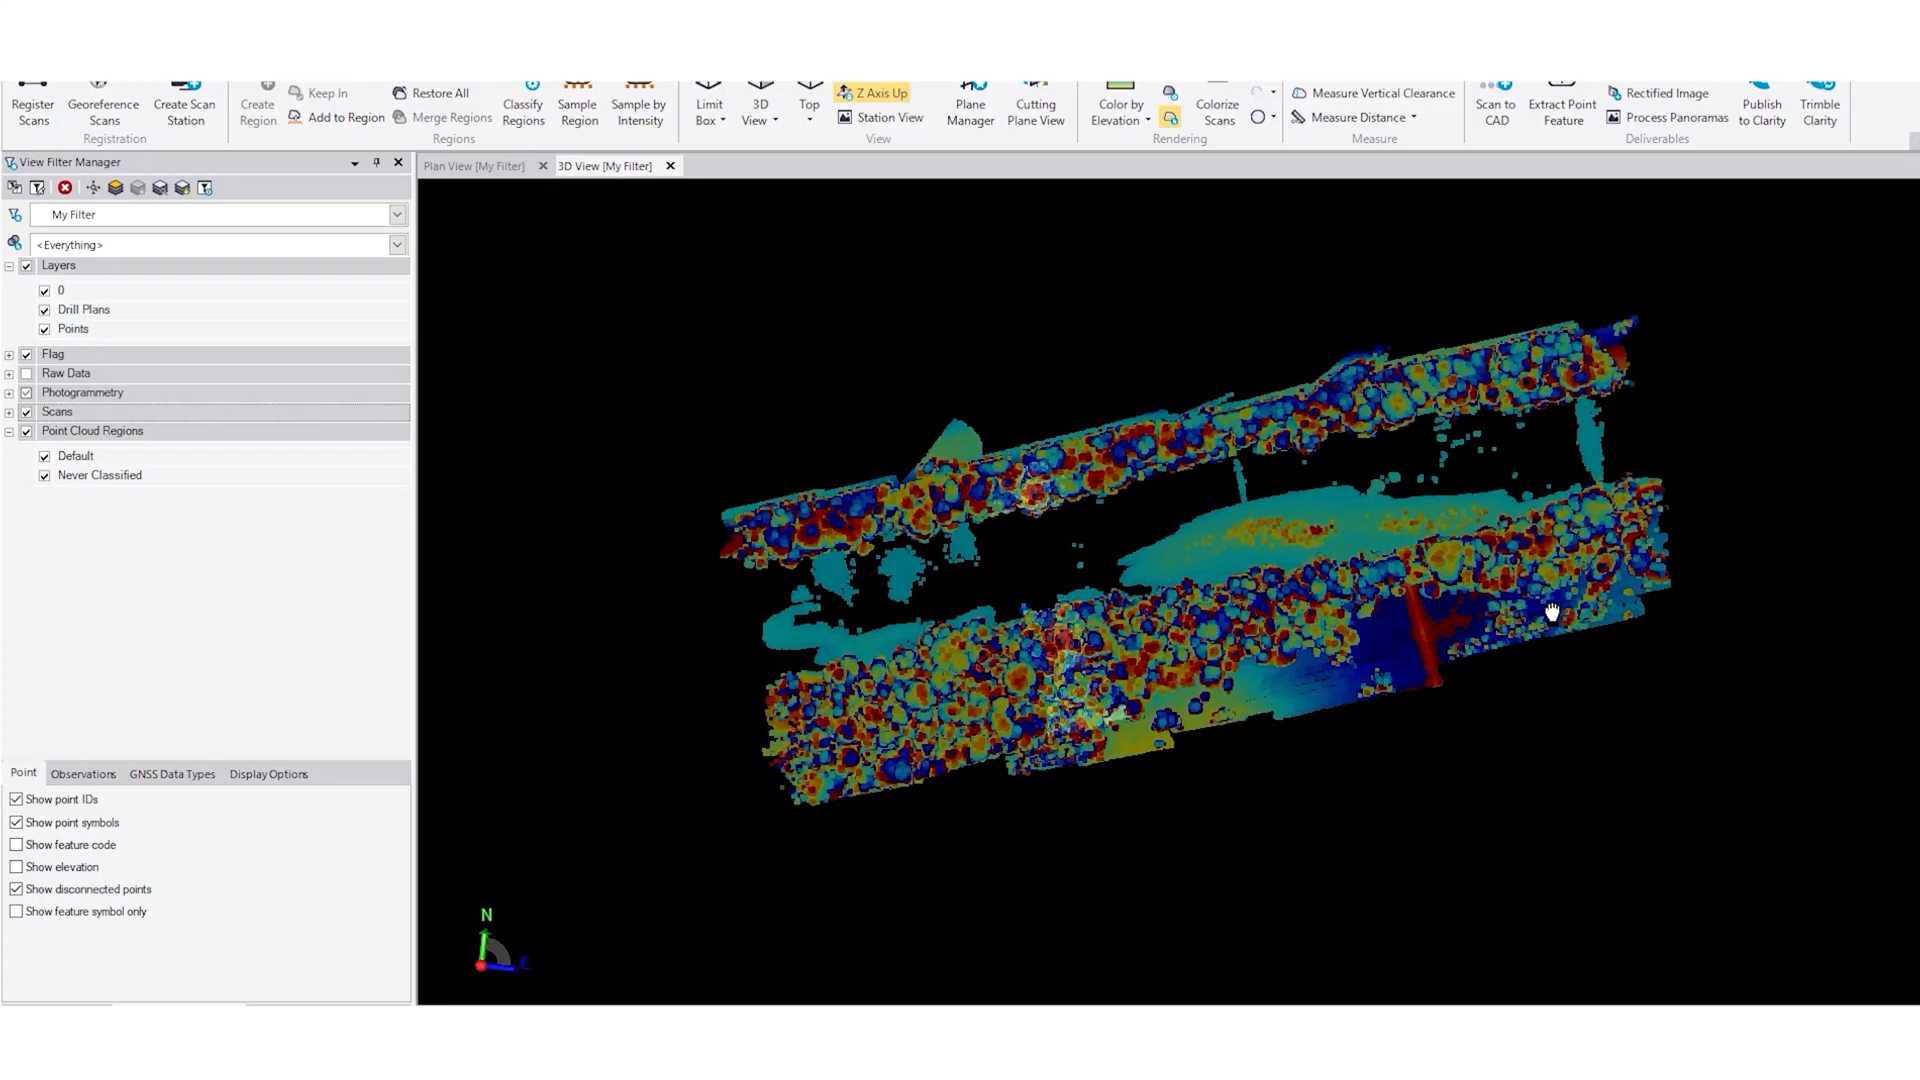 Register Scans
Georeference Scans
Create Scan Station
Registration
Create Region
Keep In
Add to Region
Restore All
Merge Regions
Classify Regions
Sample Region
Sample by Intensity
Regions
Limit Box
3D View
Top
Z Axis Up
Station View
Plane Manager
Cutting Plane View
View
Color by Elevation
Colorize Scans
Rendering
Measure Vertical Clearance
Measure Distance
Measure
Scan to CAD
Extract Point Feature
Rectified Image
Process Panoramas
Publish to Clarity
Trimble Clarity
Deliverables
View Filter Manager
Plan View [My Filter]
3D View [My Filter]
My Filter
<Everything>
Layers
0
Drill Plans
Points
Flag
Raw Data
Photogrammetry
Scans
Point Cloud Regions
Default
Never Classified
Point
Observations
GNSS Data Types
Display Options
Show point IDs
Show point symbols
Show feature code
Show elevation
Show disconnected points
Show feature symbol only
N
E